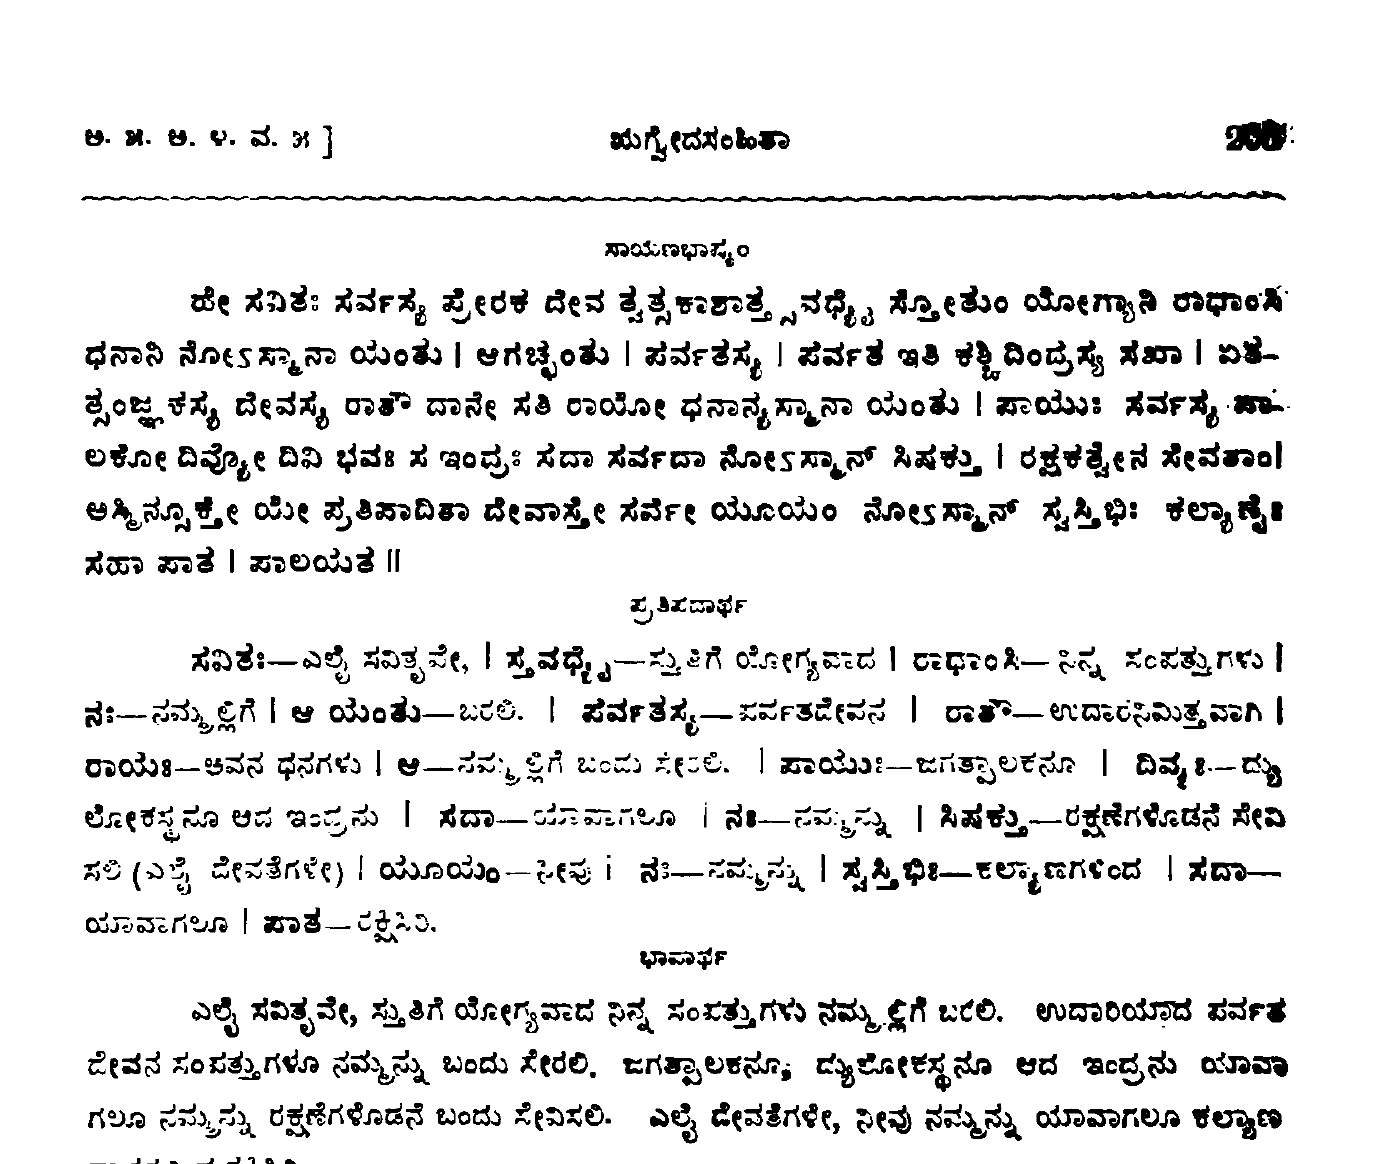 ಅ. ೫. ಅ. ೪. ವ. ೫ ] ಋಗ್ವೇದಸಂಹಿತಾ
ಸಾಯಣಭಾಷ್ಯಂ
ಹೇ ಸವಿತಃ ಸರ್ವಸ್ಯ ಪ್ರೇರಕ ದೇವ ತ್ವತ್ಸಕಾಶಾತ್ಸ್ತವಧ್ಯೈ ಸ್ತೋತುಂ ಯೋಗ್ಯಾನಿ ರಾಧಾಂಸಿ
ಧನಾನಿ ನೋಽಸ್ಮಾನಾ ಯಂತು | ಆಗಚ್ಛಂತು | ಪರ್ವತಸ್ಯ | ಪರ್ವತ ಇತಿ ಕಶ್ಚಿದಿಂದ್ರಸ್ಯ ಸಖಾ | ಏತ-
ತ್ಸಂಜ್ಞಕಸ್ಯ ದೇವಸ್ಯ ರಾತೌ ದಾನೇ ಸತಿ ರಾಯೋ ಧನಾನ್ಯಸ್ಮಾನಾ ಯಂತು | ಪಾಯುಃ ಸರ್ವಸ್ಯ ಪಾ-
ಲಕೋ ದಿವ್ಯೋ ದಿವಿ ಭವಃ ಸ ಇಂದ್ರಃ ಸದಾ ಸರ್ವದಾ ನೋಽಸ್ಮಾನ್ ಸಿಷಕ್ತು | ರಕ್ಷಕತ್ವೇನ ಸೇವತಾಂ|
ಅಸ್ಮಿನ್ಸೂಕ್ತೇ ಯೇ ಪ್ರತಿಪಾದಿತಾ ದೇವಾಸ್ತೇ ಸರ್ವೇ ಯೂಯಂ ನೋಽಸ್ಮಾನ್ ಸ್ವಸ್ತಿಭಿಃ ಕಲ್ಯಾಣೈಃ
ಸಹಾ ಪಾತ | ಪಾಲಯತ ||
ಪ್ರತಿಪದಾರ್ಥ
ಸವಿತಃ—ಎಲೈ ಸವಿತೃವೇ, | ಸ್ತವಧ್ಯೈ—ಸ್ತುತಿಗೆ ಯೋಗ್ಯವಾದ | ರಾಧಾಂಸಿ—ನಿನ್ನ ಸಂಪತ್ತುಗಳು |
ನಃ—ನಮ್ಮಲ್ಲಿಗೆ | ಆ ಯಂತು—ಬರಲಿ. | ಪರ್ವತಸ್ಯ—ಪರ್ವತದೇವನ | ರಾತೌ—ಉದಾರನಿಮಿತ್ತವಾಗಿ |
ರಾಯಃ—ಅವನ ಧನಗಳು | ಆ—ನಮ್ಮಲ್ಲಿಗೆ ಬಂದು ಸೇರಲಿ. | ಪಾಯುಃ—ಜಗತ್ಪಾಲಕನೂ | ದಿವ್ಯಃ—ದ್ಯು
ಲೋಕಸ್ಥನೂ ಆದ ಇಂದ್ರನು | ಸದಾ—ಯಾವಾಗಲೂ | ನಃ—ನಮ್ಮನ್ನು | ಸಿಷಕ್ತು—ರಕ್ಷಣೆಗಳೊಡನೆ ಸೇವಿ
ಸಲಿ (ಎಲೈ ದೇವತೆಗಳೇ) | ಯೂಯಂ—ನೀವು | ನಃ—ನಮ್ಮನ್ನು | ಸ್ವಸ್ತಿಭಿಃ—ಕಲ್ಯಾಣಗಳಿಂದ | ಸದಾ—
ಯಾವಾಗಲೂ | ಪಾತ—ರಕ್ಷಿಸಿರಿ.
ಭಾವಾರ್ಥ
ಎಲೈ ಸವಿತೃವೇ, ಸ್ತುತಿಗೆ ಯೋಗ್ಯವಾದ ನಿನ್ನ ಸಂಪತ್ತುಗಳು ನಮ್ಮಲ್ಲಿಗೆ ಬರಲಿ. ಉದಾರಿಯಾದ ಪರ್ವತ
ದೇವನ ಸಂಪತ್ತುಗಳೂ ನಮ್ಮನ್ನು ಬಂದು ಸೇರಲಿ. ಜಗತ್ಪಾಲಕನೂ, ದ್ಯುಲೋಕಸ್ಥನೂ ಆದ ಇಂದ್ರನು ಯಾವಾ
ಗಲೂ ನಮ್ಮನ್ನು ರಕ್ಷಣೆಗಳೊಡನೆ ಬಂದು ಸೇವಿಸಲಿ. ಎಲೈ ದೇವತೆಗಳೇ, ನೀವು ನಮ್ಮನ್ನು ಯಾವಾಗಲೂ ಕಲ್ಯಾಣ